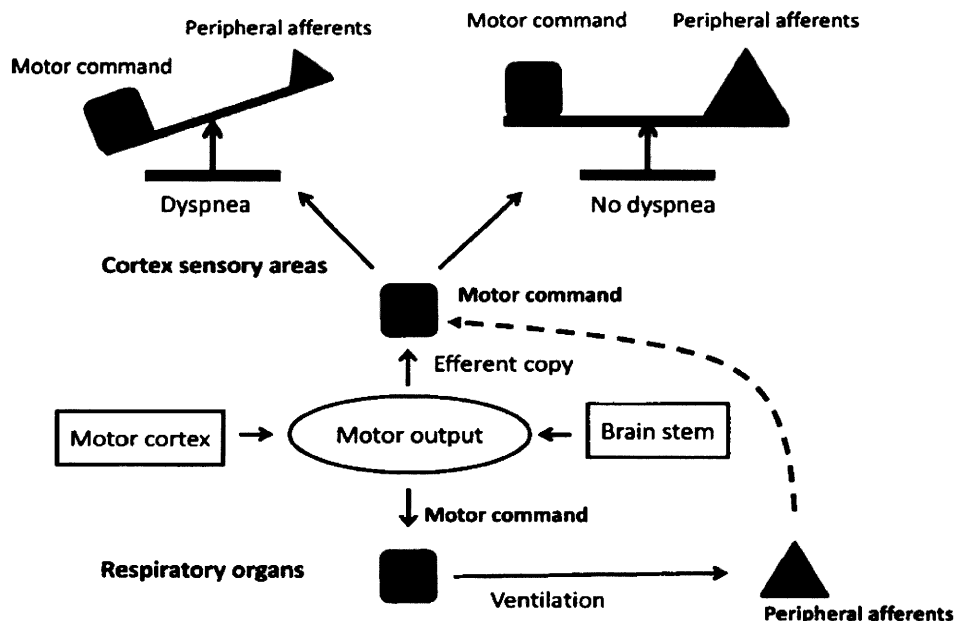 Peripheral afferents
Motor command
Motor command
Peripheral afferents
Dyspnea
No dyspnea
Cortex sensory areas
Motor command
Efferent copy
Motor cortex
Motor output
Brain stem
Motor command
Respiratory organs
Ventilation
Peripheral afferents